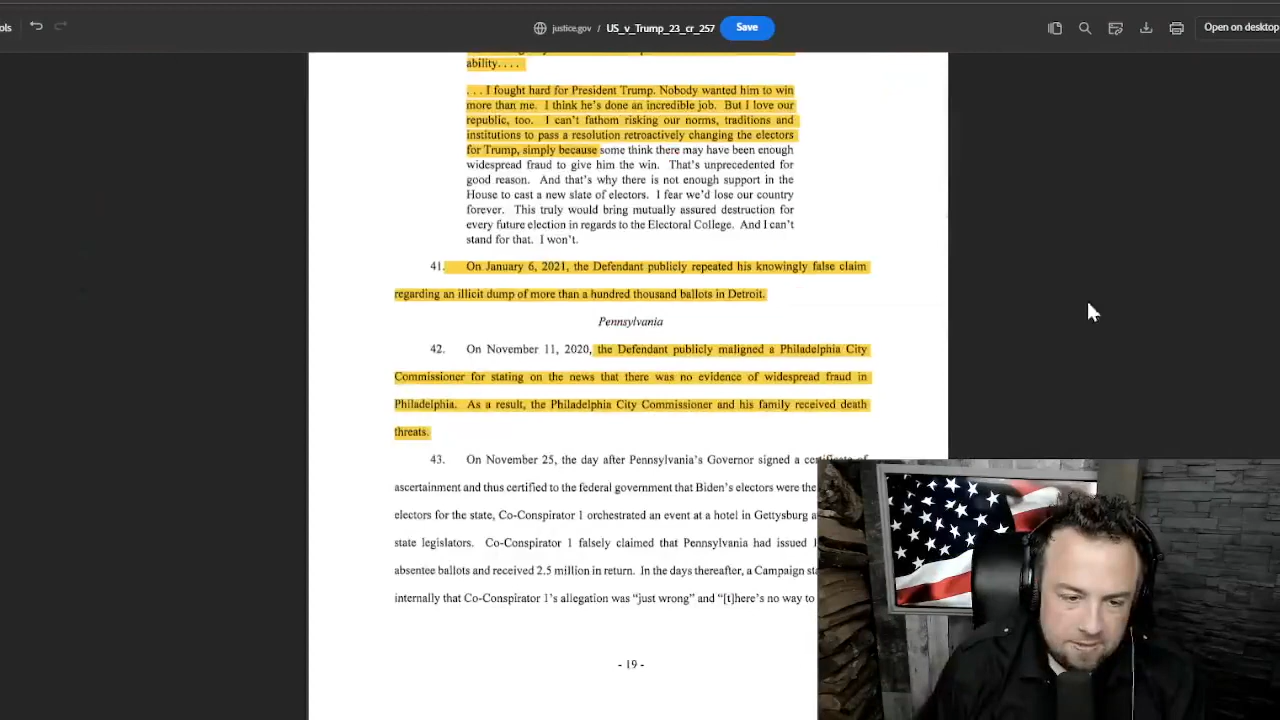 ols
justice.gov / US_v_Trump_23_cr_257 Save
Open on desktop
ability. . . .
. . . I fought hard for President Trump. Nobody wanted him to win
more than me. I think he's done an incredible job. But I love our
republic, too. I can't fathom risking our norms, traditions and
institutions to pass a resolution retroactively changing the electors
for Trump, simply because some think there may have been enough
widespread fraud to give him the win. That's unprecedented for
good reason. And that's why there is not enough support in the
House to cast a new slate of electors. I fear we'd lose our country
forever. This truly would bring mutually assured destruction for
every future election in regards to the Electoral College. And I can't
stand for that. I won't.
41. On January 6, 2021, the Defendant publicly repeated his knowingly false claim
regarding an illicit dump of more than a hundred thousand ballots in Detroit.
Pennsylvania
42. On November 11, 2020, the Defendant publicly maligned a Philadelphia City
Commissioner for stating on the news that there was no evidence of widespread fraud in
Philadelphia. As a result, the Philadelphia City Commissioner and his family received death
threats.
43. On November 25, the day after Pennsylvania's Governor signed a certificate of
ascertainment and thus certified to the federal government that Biden's electors were the
electors for the state, Co-Conspirator 1 orchestrated an event at a hotel in Gettysburg
state legislators. Co-Conspirator 1 falsely claimed that Pennsylvania had issued
absentee ballots and received 2.5 million in return. In the days thereafter, a Campaign
internally that Co-Conspirator 1's allegation was "just wrong" and "[t]here's no way to
- 19 -